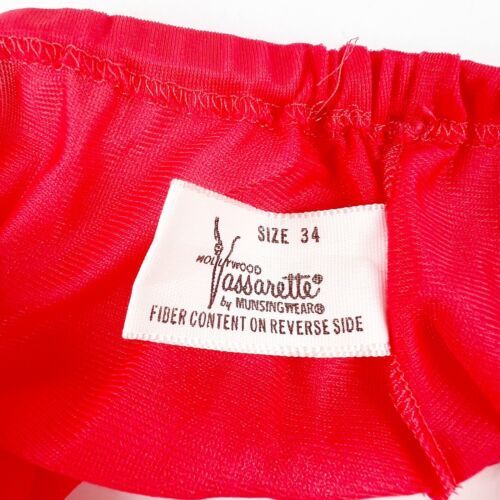 SIZE 34
HOLLYWOOD
Vassarette®
by MUNSINGWEAR®
FIBER CONTENT ON REVERSE SIDE